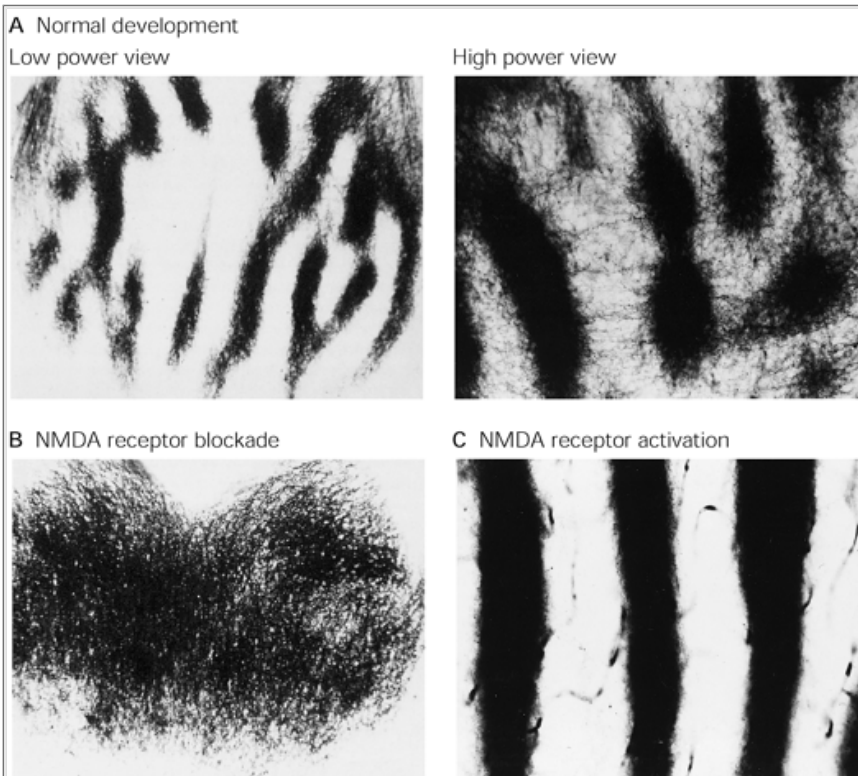 A Normal development
Low power view
High power view
B NMDA receptor blockade
C NMDA receptor activation